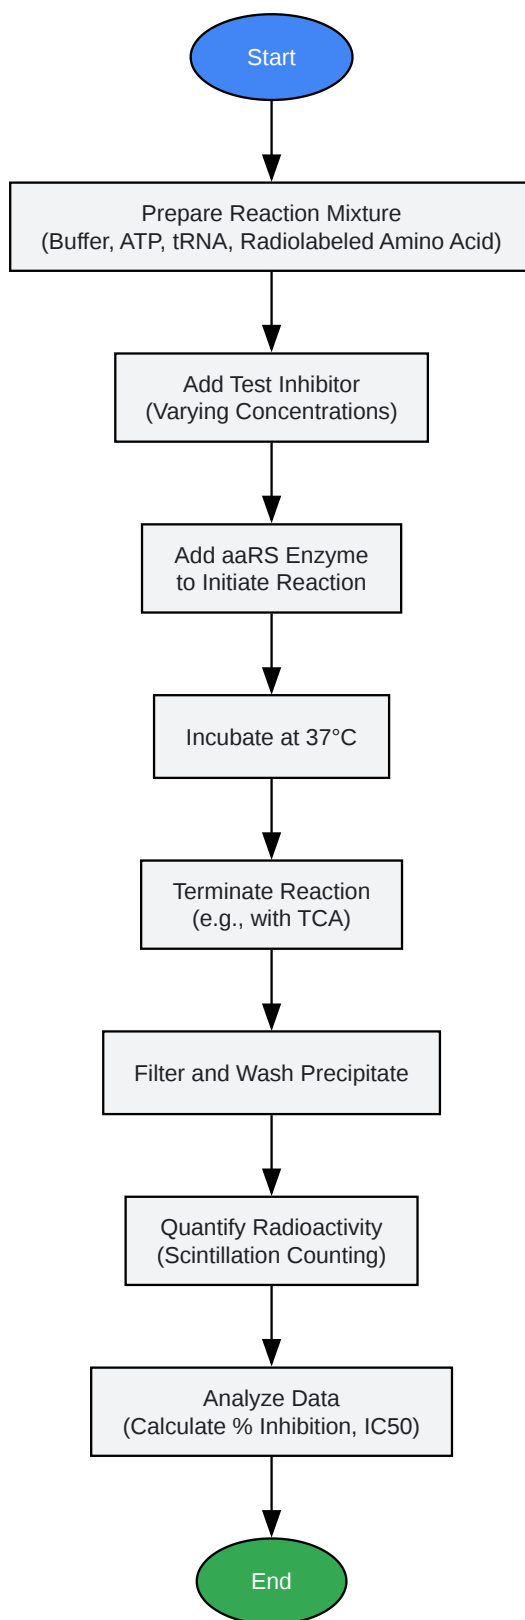 Start
Prepare Reaction Mixture
(Buffer, ATP, tRNA, Radiolabeled Amino Acid)
Add Test Inhibitor
(Varying Concentrations)
Add aaRS Enzyme
to Initiate Reaction
Incubate at 37°C
Terminate Reaction
(e.g., with TCA)
Filter and Wash Precipitate
Quantify Radioactivity
(Scintillation Counting)
Analyze Data
(Calculate % Inhibition, IC50)
End